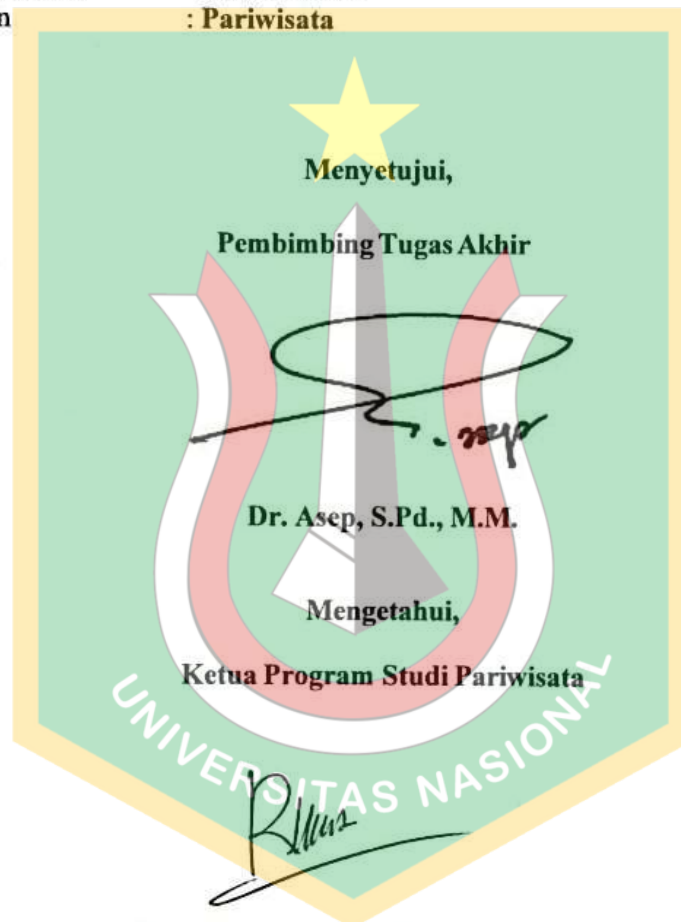 n : Pariwisata
Menyetujui,
Pembimbing Tugas Akhir
Dr. Asep, S.Pd., M.M.
Mengetahui,
Ketua Program Studi Pariwisata
UNIVERSITAS NASIONAL